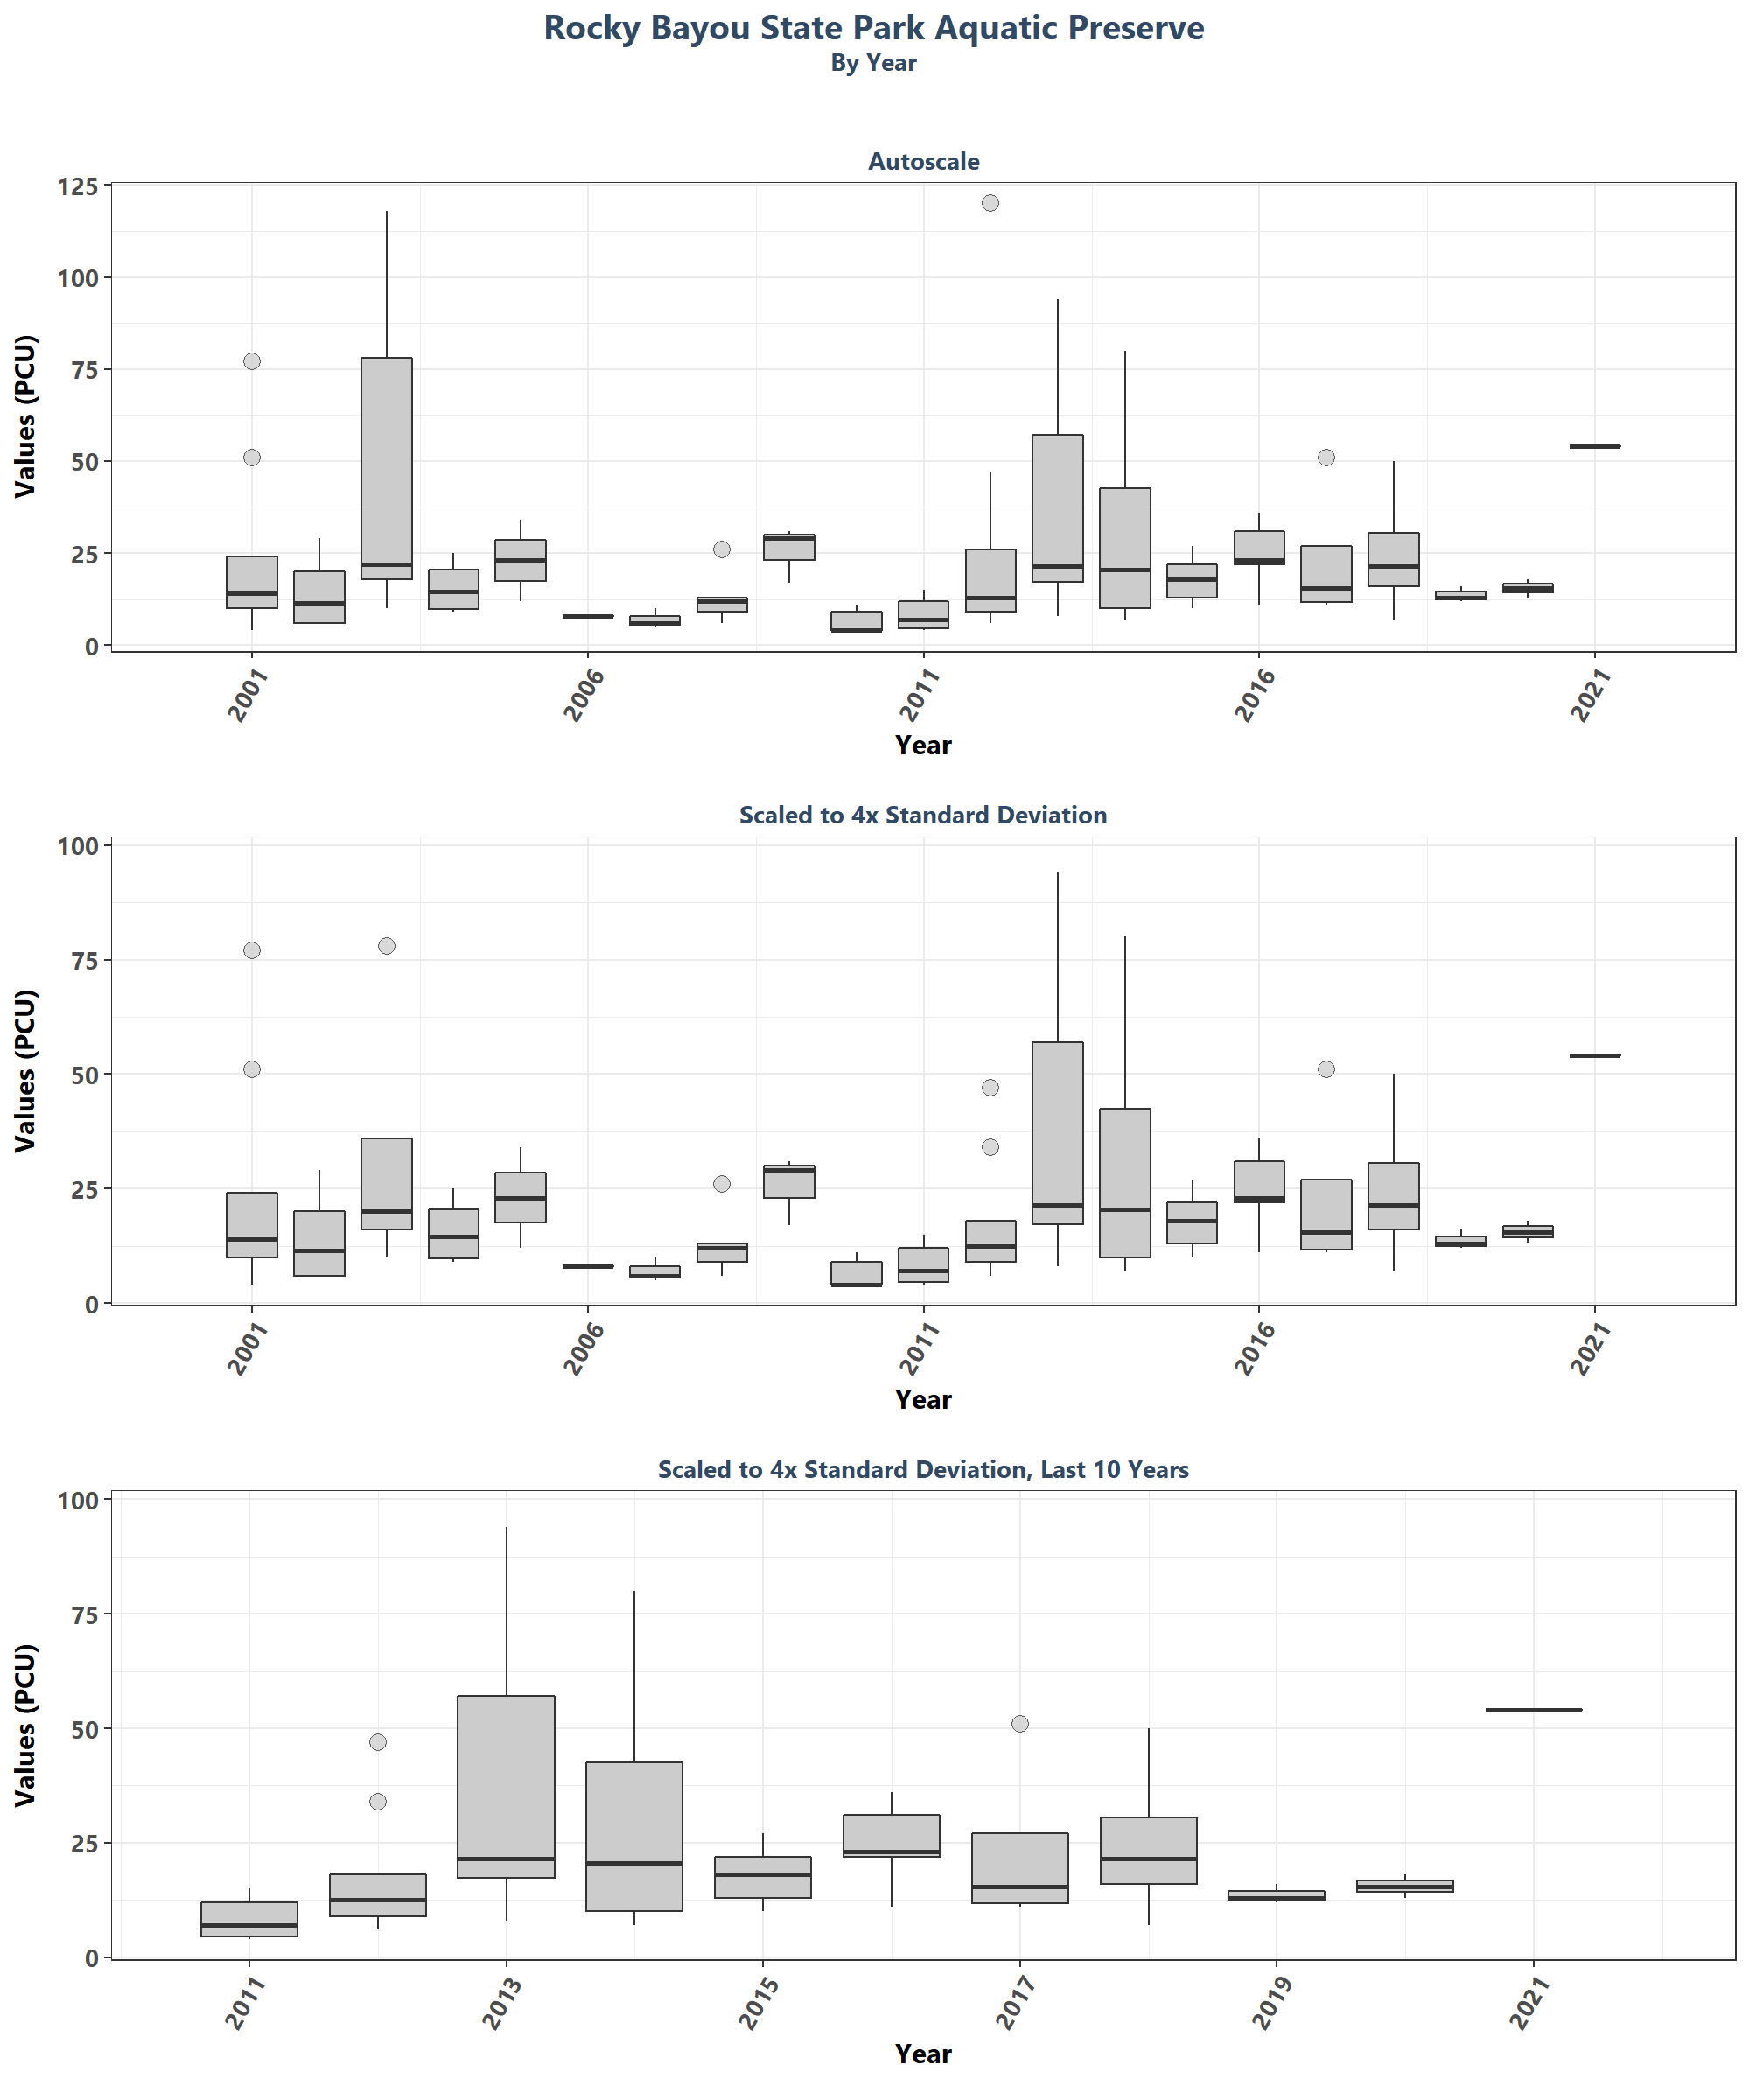 Rocky Bayou State Park Aquatic Preserve
By Year
Autoscale
Values (PCU)
125
100
75
50
25
0
2001
2006
2011
2016
2021
Year
Scaled to 4x Standard Deviation
Values (PCU)
100
75
50
25
0
2001
2006
2011
2016
2021
Year
Scaled to 4x Standard Deviation, Last 10 Years
Values (PCU)
100
75
50
25
0
2011
2013
2015
2017
2019
2021
Year